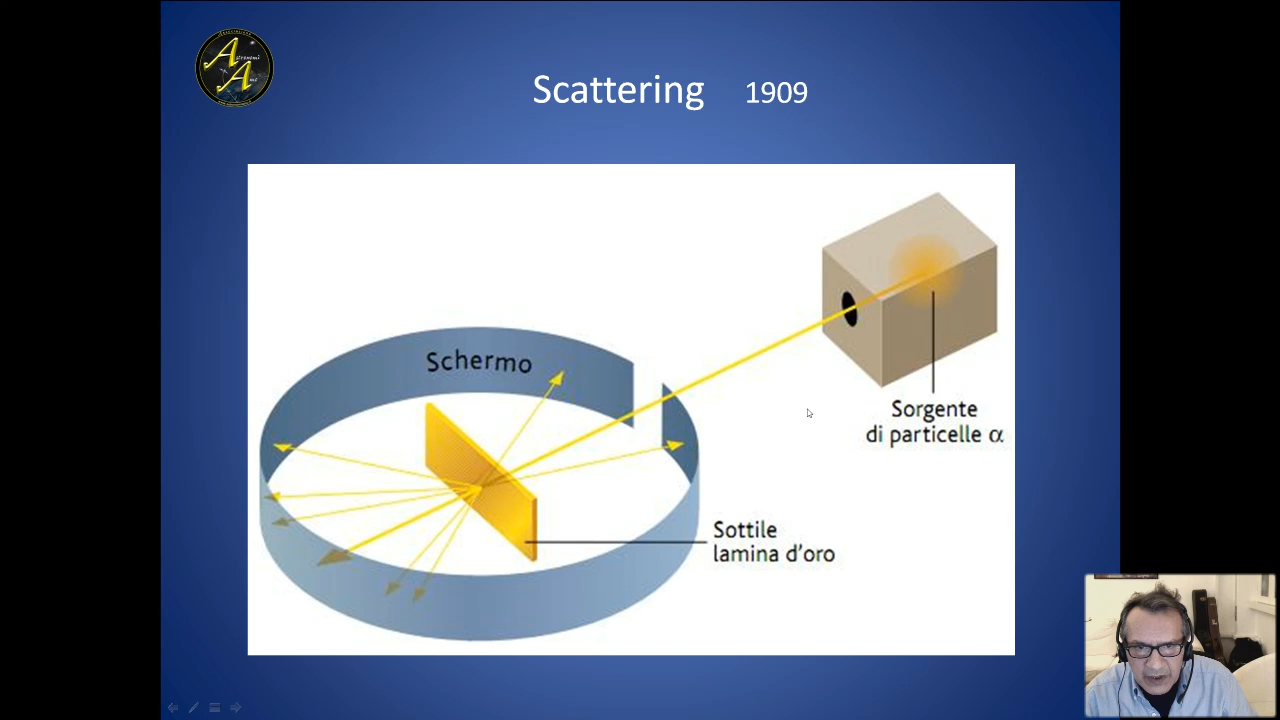 Scattering 1909
Schermo
Sorgente
di particelle α
Sottile
lamina d'oro